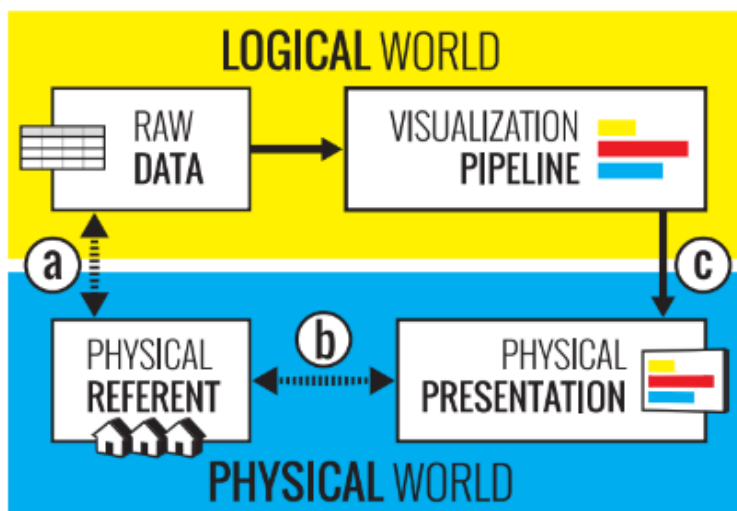 LOGICAL WORLD
RAW
DATA
VISUALIZATION
PIPELINE
a
c
PHYSICAL
REFERENT
b
PHYSICAL
PRESENTATION
PHYSICAL WORLD